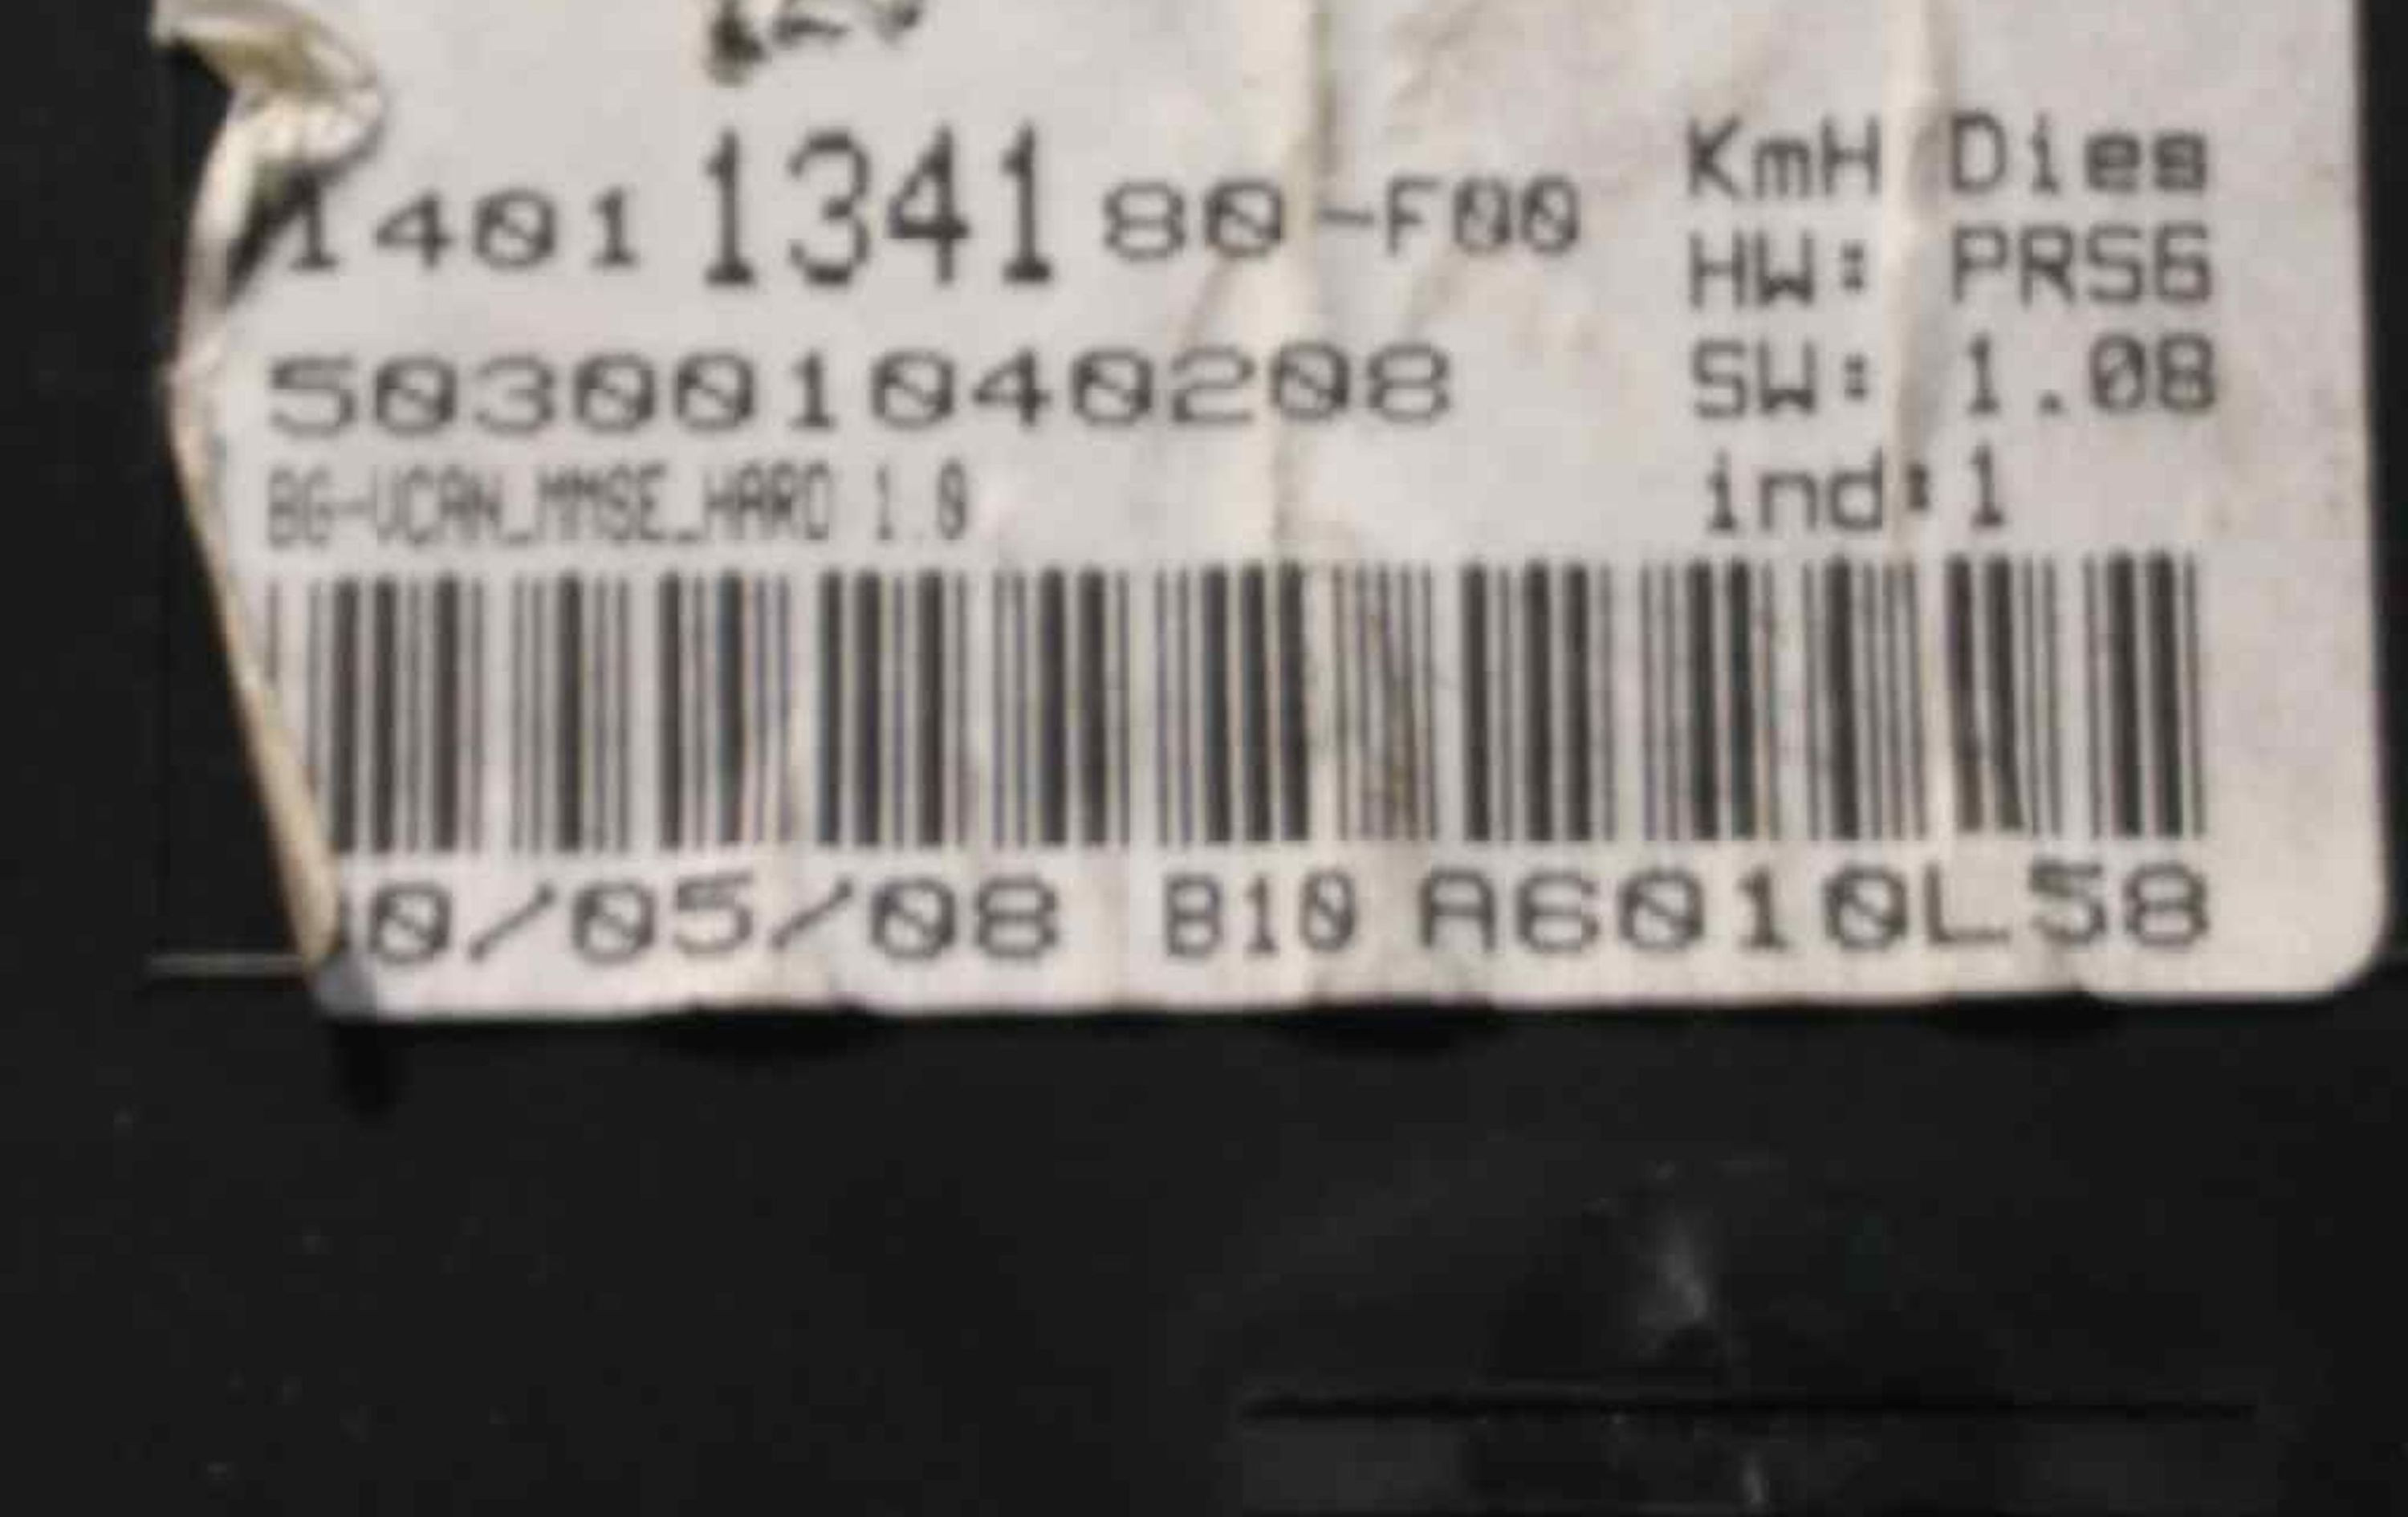 1401 1341 80-F00
KmH Dies
HW: PRS6
503001040208
SW: 1.08
BG-VCAN_MMSE_HARD 1.0
ind:1
0/05/08 B10 A6010L58